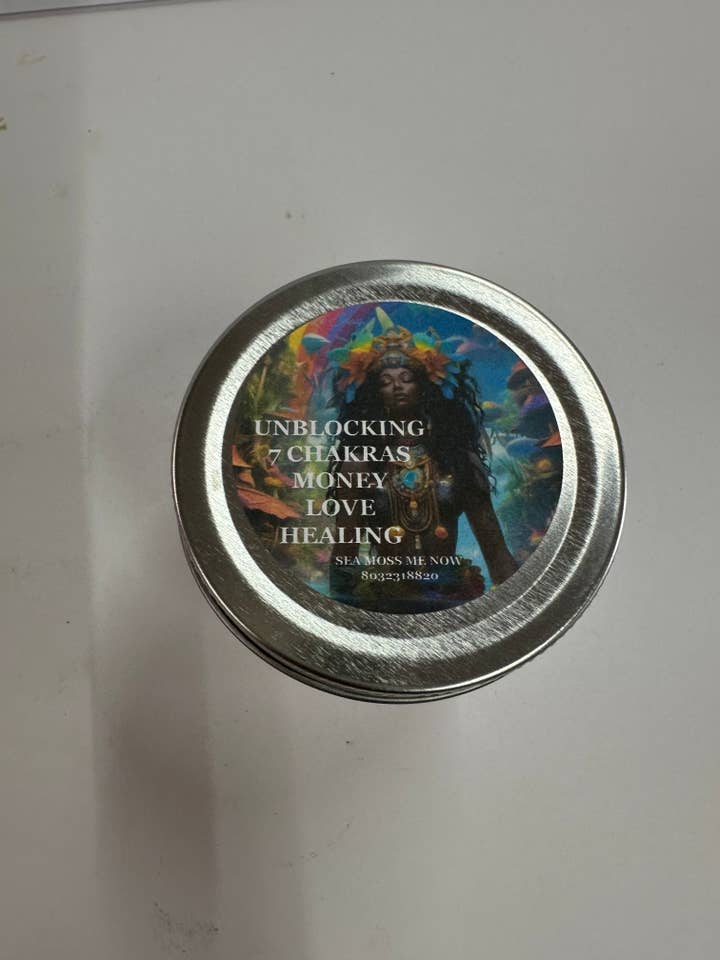 UNBLOCKING
7 CHAKRAS
MONEY
LOVE
HEALING
SEA MOSS ME NOW
8032318820